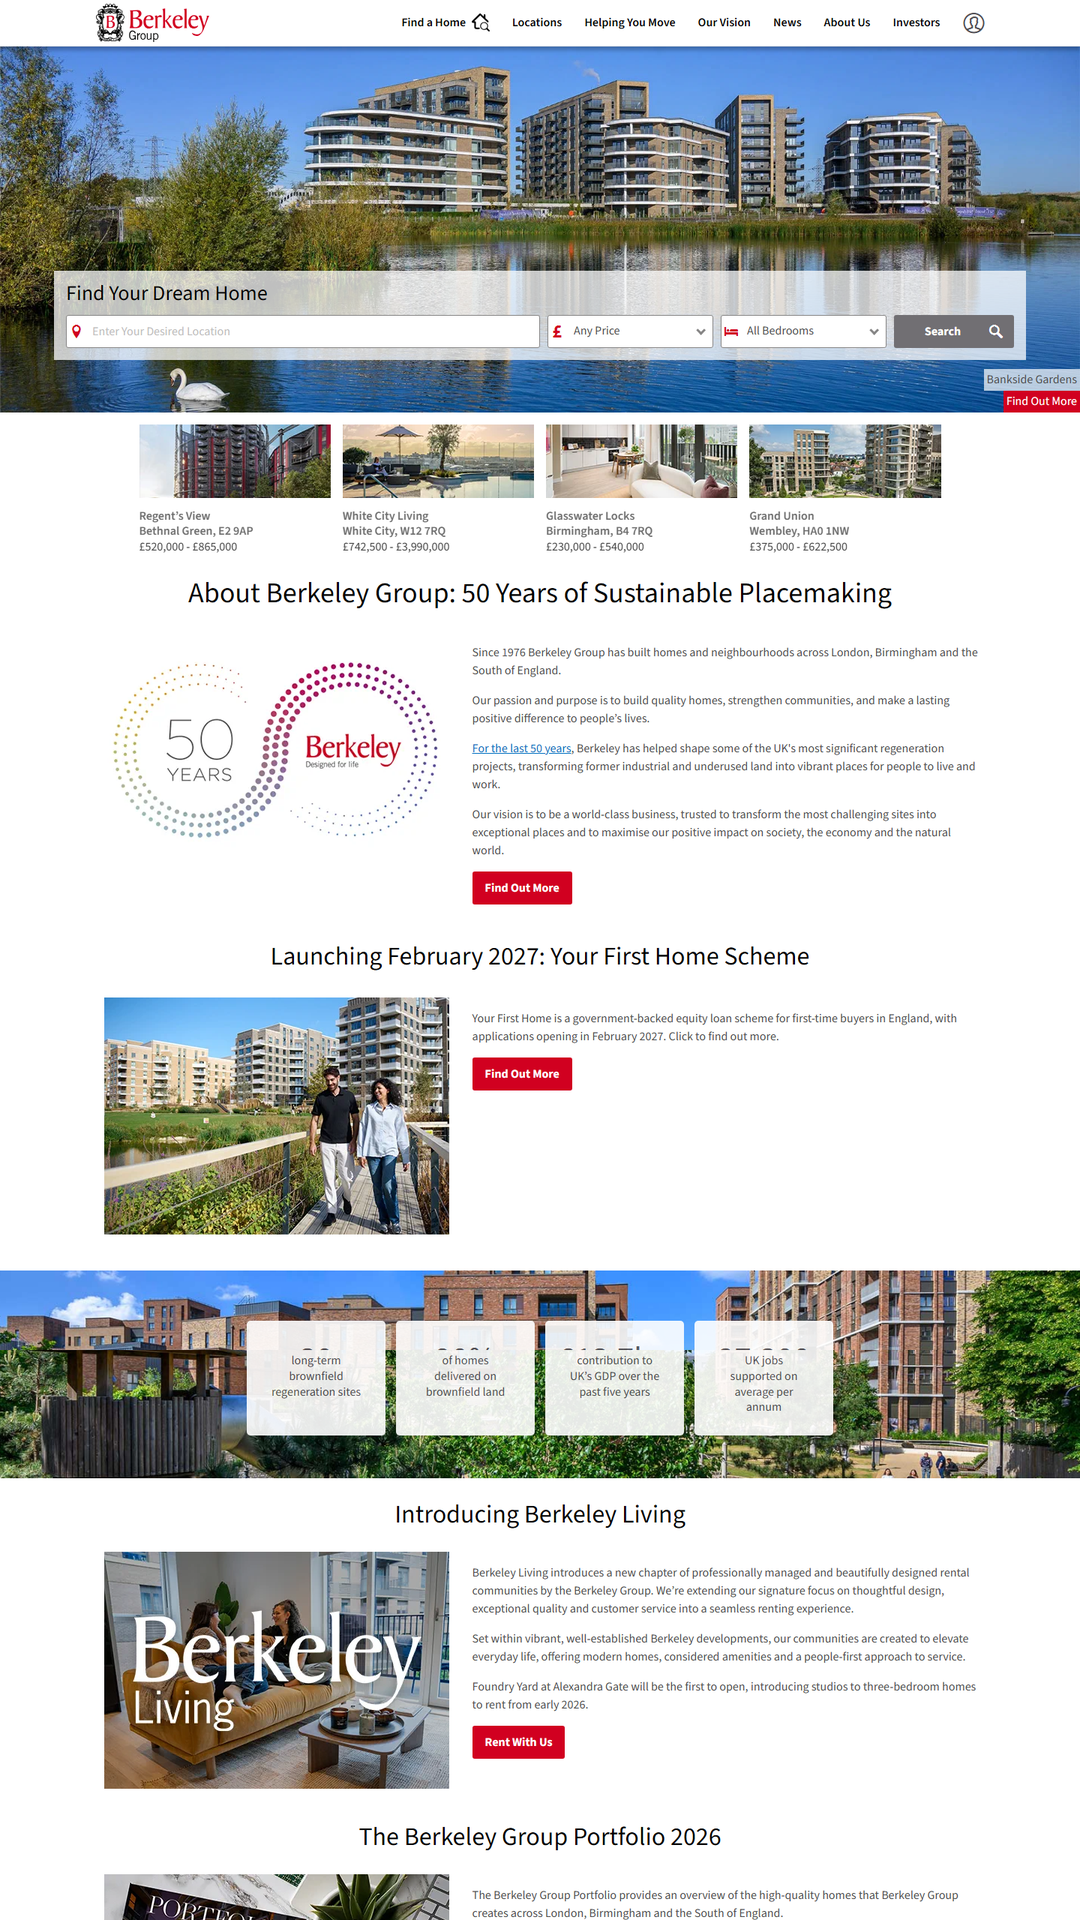 Berkeley
Group
Find a Home
Locations
Helping You Move
Our Vision
News
About Us
Investors
Find Your Dream Home
Enter Your Desired Location
£ Any Price
All Bedrooms
Search
Bankside Gardens
Find Out More
Regent's View
Bethnal Green, E2 9AP
£520,000 - £865,000
White City Living
White City, W12 7RQ
£742,500 - £3,990,000
Glasswater Locks
Birmingham, B4 7RQ
£230,000 - £540,000
Grand Union
Wembley, HA0 1NW
£375,000 - £622,500
About Berkeley Group: 50 Years of Sustainable Placemaking
50
YEARS
Berkeley
Designed for life
Since 1976 Berkeley Group has built homes and neighbourhoods across London, Birmingham and the
South of England.
Our passion and purpose is to build quality homes, strengthen communities, and make a lasting
positive difference to people's lives.
For the last 50 years, Berkeley has helped shape some of the UK's most significant regeneration
projects, transforming former industrial and underused land into vibrant places for people to live and
work.
Our vision is to be a world-class business, trusted to transform the most challenging sites into
exceptional places and to maximise our positive impact on society, the economy and the natural
world.
Find Out More
Launching February 2027: Your First Home Scheme
Your First Home is a government-backed equity loan scheme for first-time buyers in England, with
applications opening in February 2027. Click to find out more.
Find Out More
long-term
brownfield
regeneration sites
of homes
delivered on
brownfield land
contribution to
UK's GDP over the
past five years
UK jobs
supported on
average per
annum
Introducing Berkeley Living
Berkeley
Living
Berkeley Living introduces a new chapter of professionally managed and beautifully designed rental
communities by the Berkeley Group. We're extending our signature focus on thoughtful design,
exceptional quality and customer service into a seamless renting experience.
Set within vibrant, well-established Berkeley developments, our communities are created to elevate
everyday life, offering modern homes, considered amenities and a people-first approach to service.
Foundry Yard at Alexandra Gate will be the first to open, introducing studios to three-bedroom homes
to rent from early 2026.
Rent With Us
The Berkeley Group Portfolio 2026
The Berkeley Group Portfolio provides an overview of the high-quality homes that Berkeley Group
creates across London, Birmingham and the South of England.